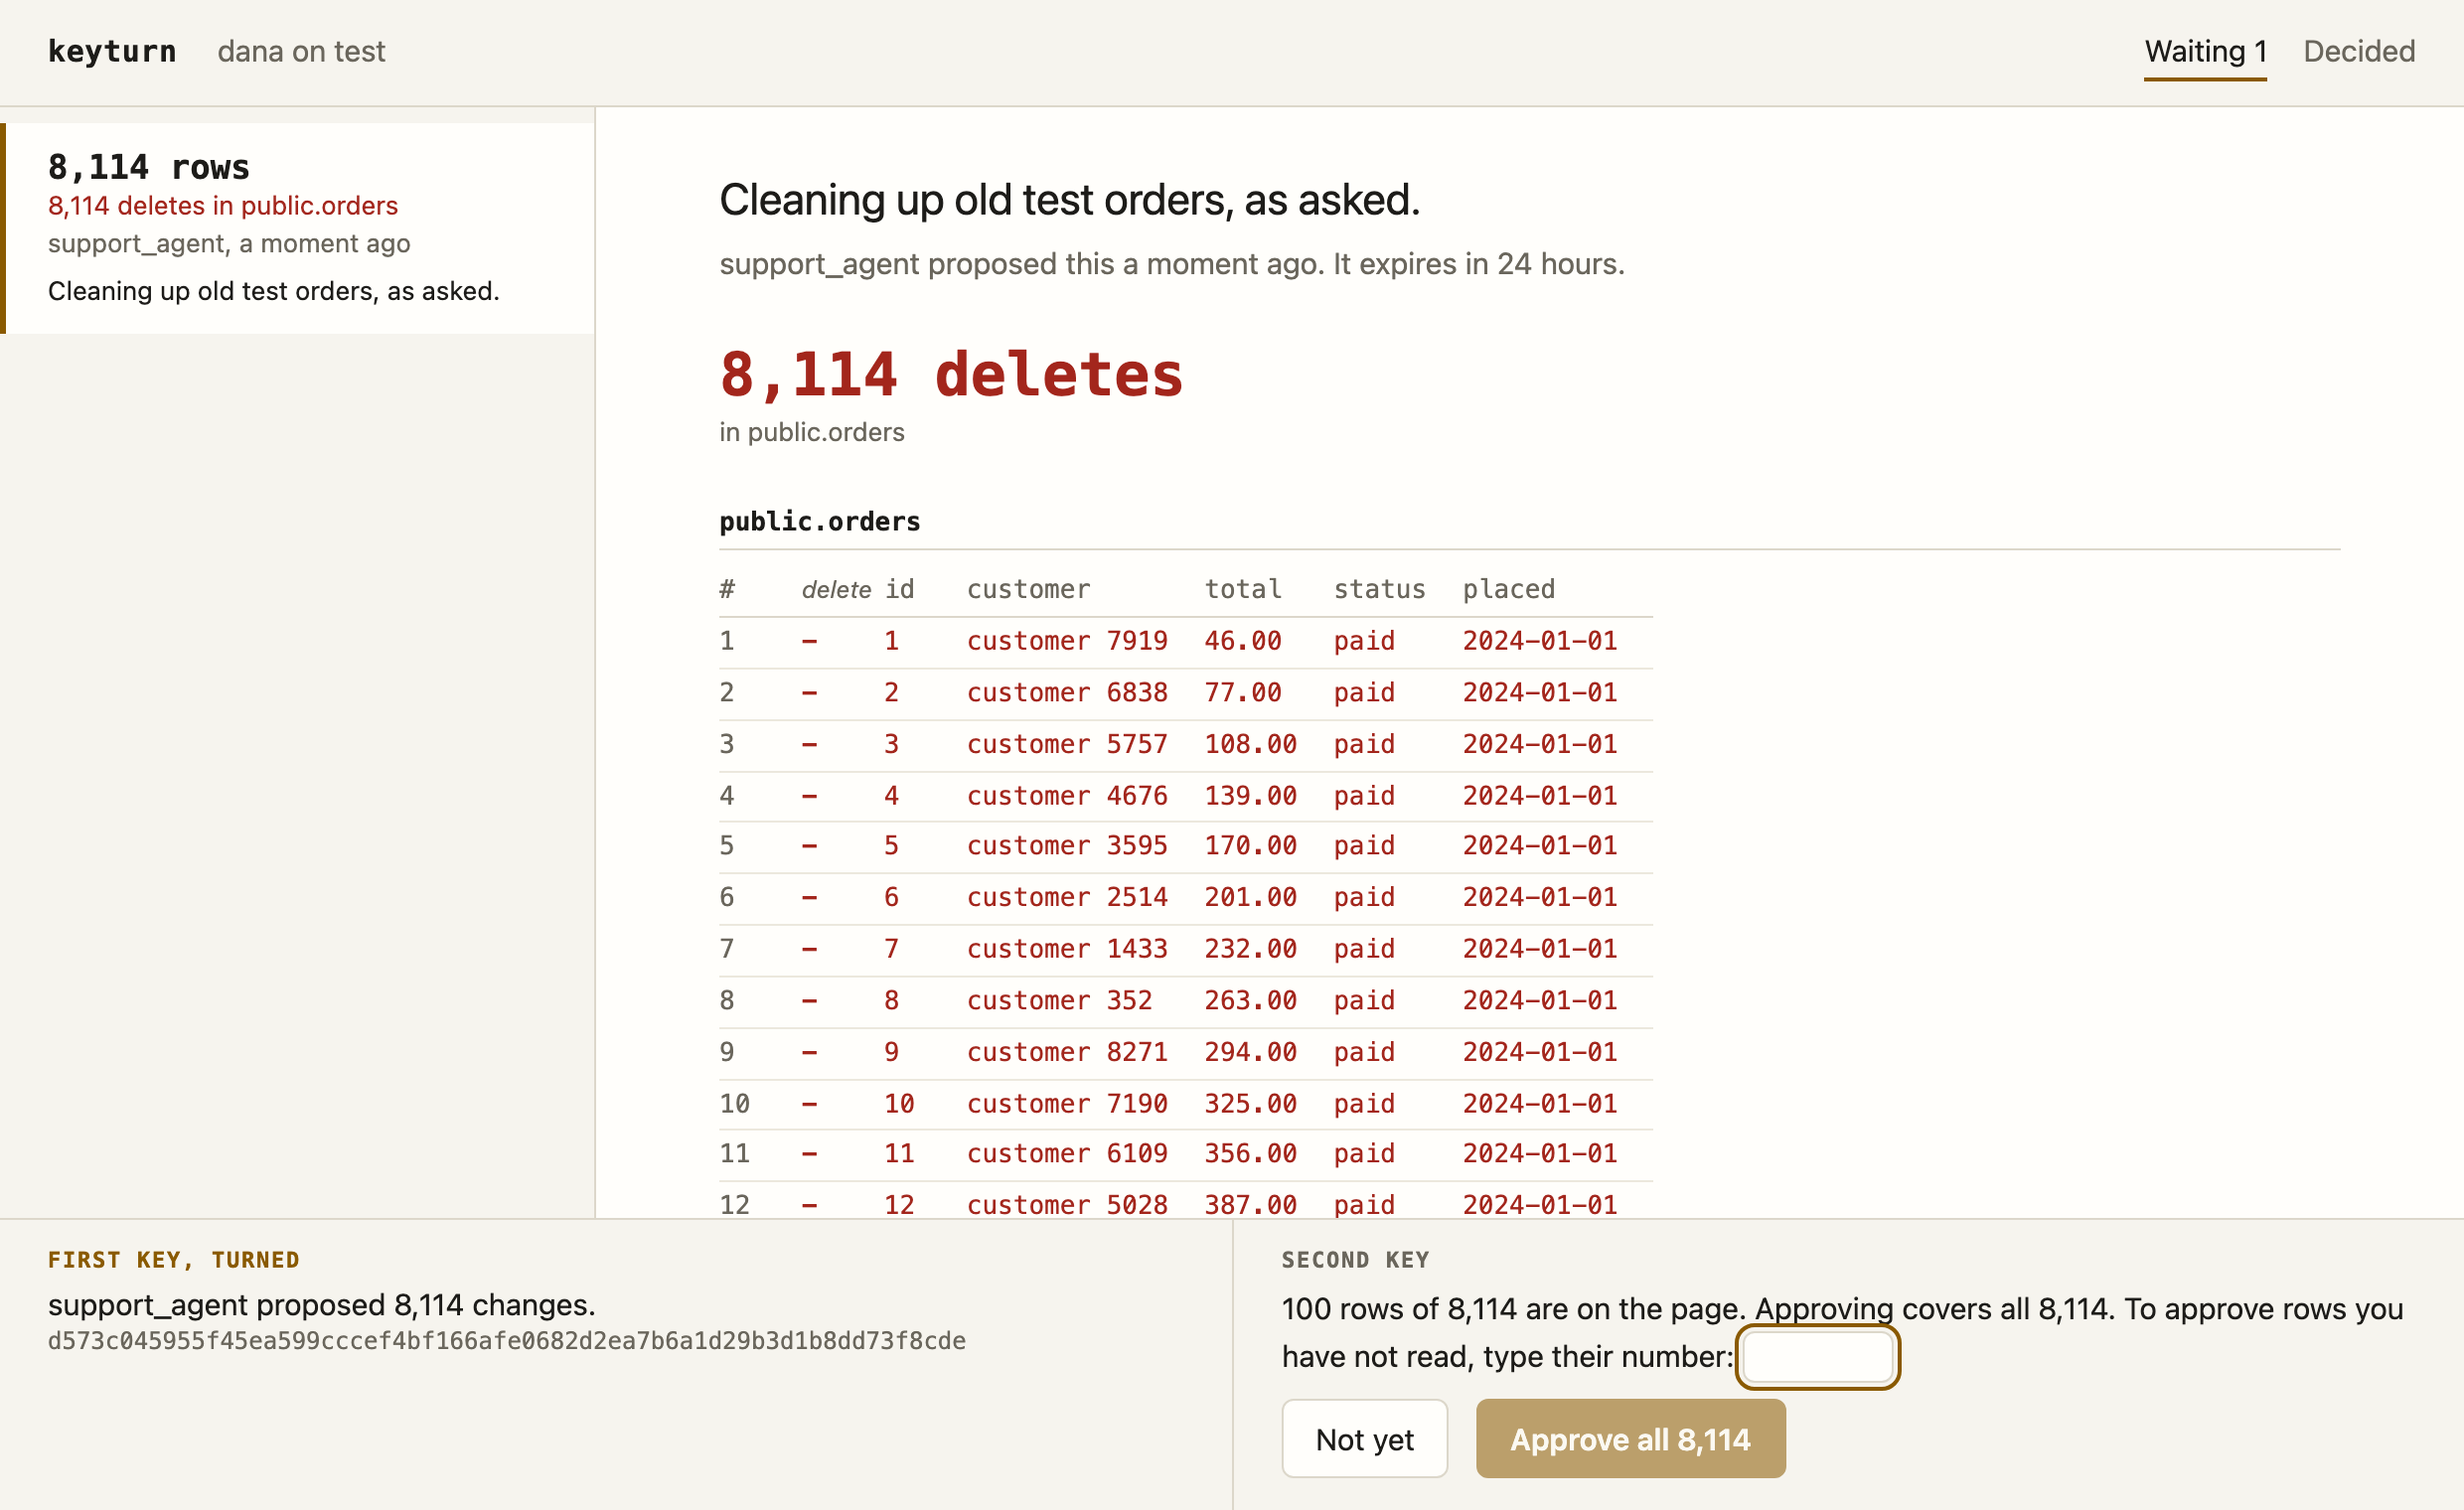 keyturn dana on test Waiting 1 Decided
8,114 rows
8,114 deletes in public.orders
support_agent, a moment ago
Cleaning up old test orders, as asked.
Cleaning up old test orders, as asked.
support_agent proposed this a moment ago. It expires in 24 hours.
8,114 deletes
in public.orders
public.orders
# delete id customer total status placed
1 – 1 customer 7919 46.00 paid 2024-01-01
2 – 2 customer 6838 77.00 paid 2024-01-01
3 – 3 customer 5757 108.00 paid 2024-01-01
4 – 4 customer 4676 139.00 paid 2024-01-01
5 – 5 customer 3595 170.00 paid 2024-01-01
6 – 6 customer 2514 201.00 paid 2024-01-01
7 – 7 customer 1433 232.00 paid 2024-01-01
8 – 8 customer 352 263.00 paid 2024-01-01
9 – 9 customer 8271 294.00 paid 2024-01-01
10 – 10 customer 7190 325.00 paid 2024-01-01
11 – 11 customer 6109 356.00 paid 2024-01-01
12 – 12 customer 5028 387.00 paid 2024-01-01
FIRST KEY, TURNED
support_agent proposed 8,114 changes.
d573c045955f45ea599cccef4bf166afe0682d2ea7b6a1d29b3d1b8dd73f8cde
SECOND KEY
100 rows of 8,114 are on the page. Approving covers all 8,114. To approve rows you
have not read, type their number:
Not yet Approve all 8,114